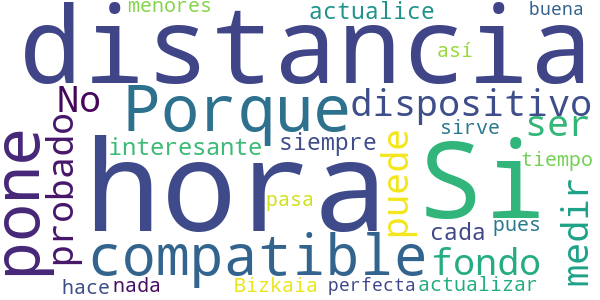 menores
actualice
buena
distancia
así
No
Porque
dispositivo
ser
sirve
siempre
interesante
tiempo
pone
probado
hora
puede
Si
pasa
medir
cada
pues
compatible
fondo
hace
nada
Bizkaia
perfecta
actualizar